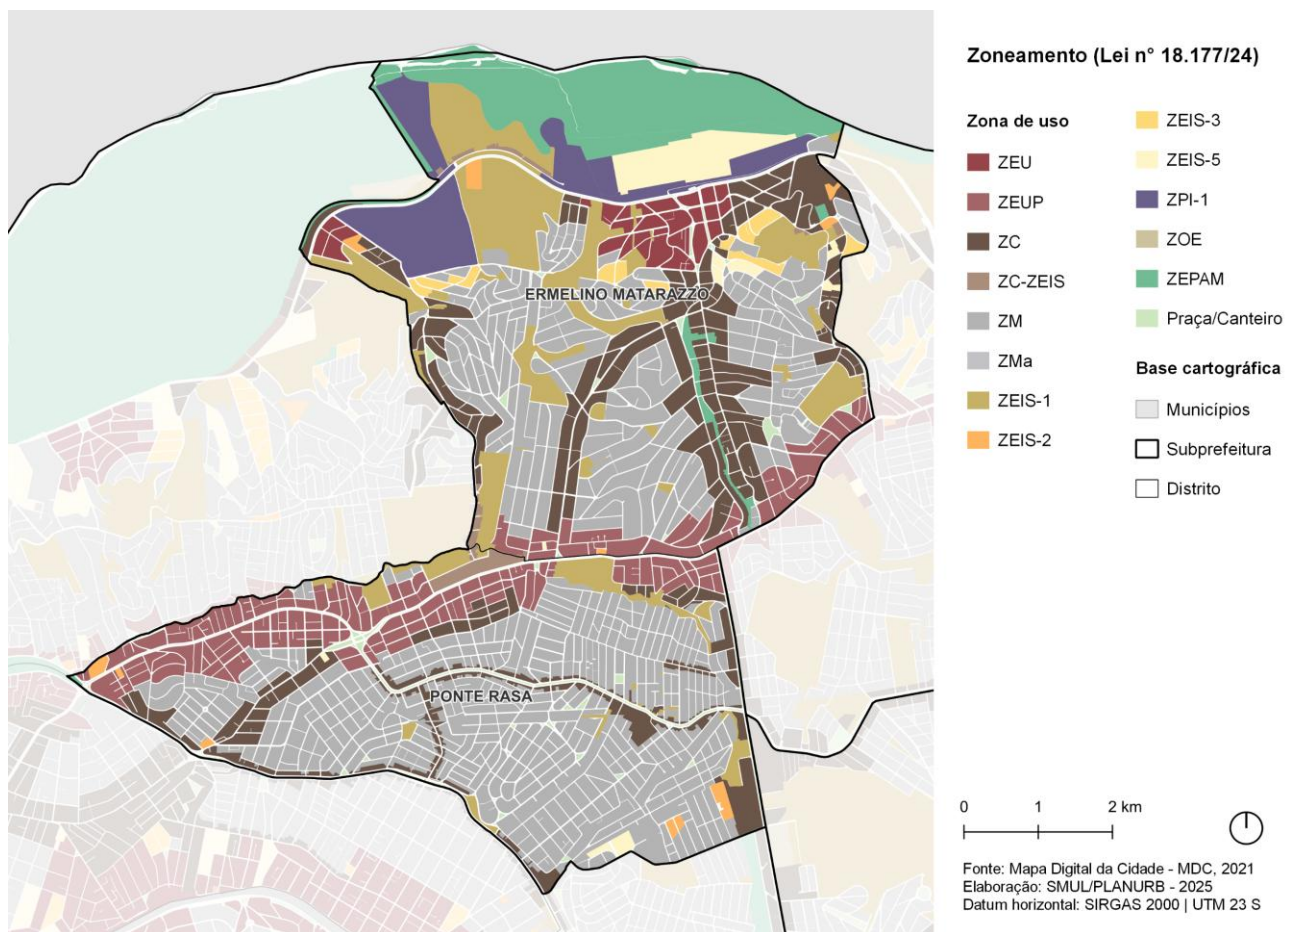 Zoneamento (Lei n° 18.177/24)
Zona de uso
ZEU
ZEUP
ZC
ZC-ZEIS
ZM
ZMa
ZEIS-1
ZEIS-2
ZEIS-3
ZEIS-5
ZPI-1
ZOE
ZEPAM
Praça/Canteiro
Base cartográfica
Municípios
Subprefeitura
Distrito
ERMELINO MATARAZZO
PONTE RASA
0 1 2 km
Fonte: Mapa Digital da Cidade - MDC, 2021
Elaboração: SMUL/PLANURB - 2025
Datum horizontal: SIRGAS 2000 | UTM 23 S